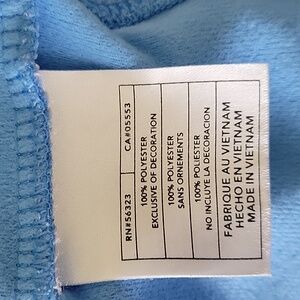 RN#56323 CA#05553
100% POLYESTER
EXCLUSIVE OF DECORATION
100% POLYESTER
SANS ORNEMENTS
100% POLIESTER
NO INCLUYE LA DECORACION
FABRIQUE AU VIETNAM
HECHO EN VIETNAM
MADE IN VIETNAM